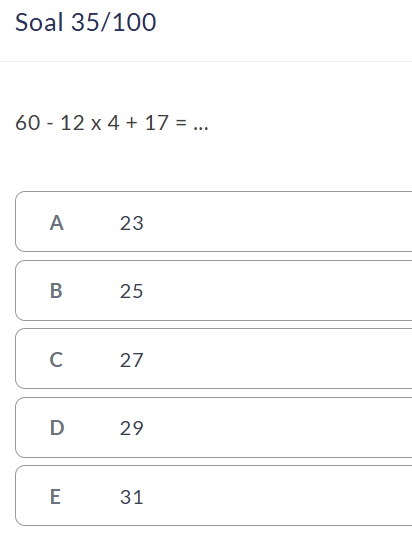 Soal 35/100
60 - 12 x 4 + 17 = ...
A 23
B 25
C 27
D 29
E 31